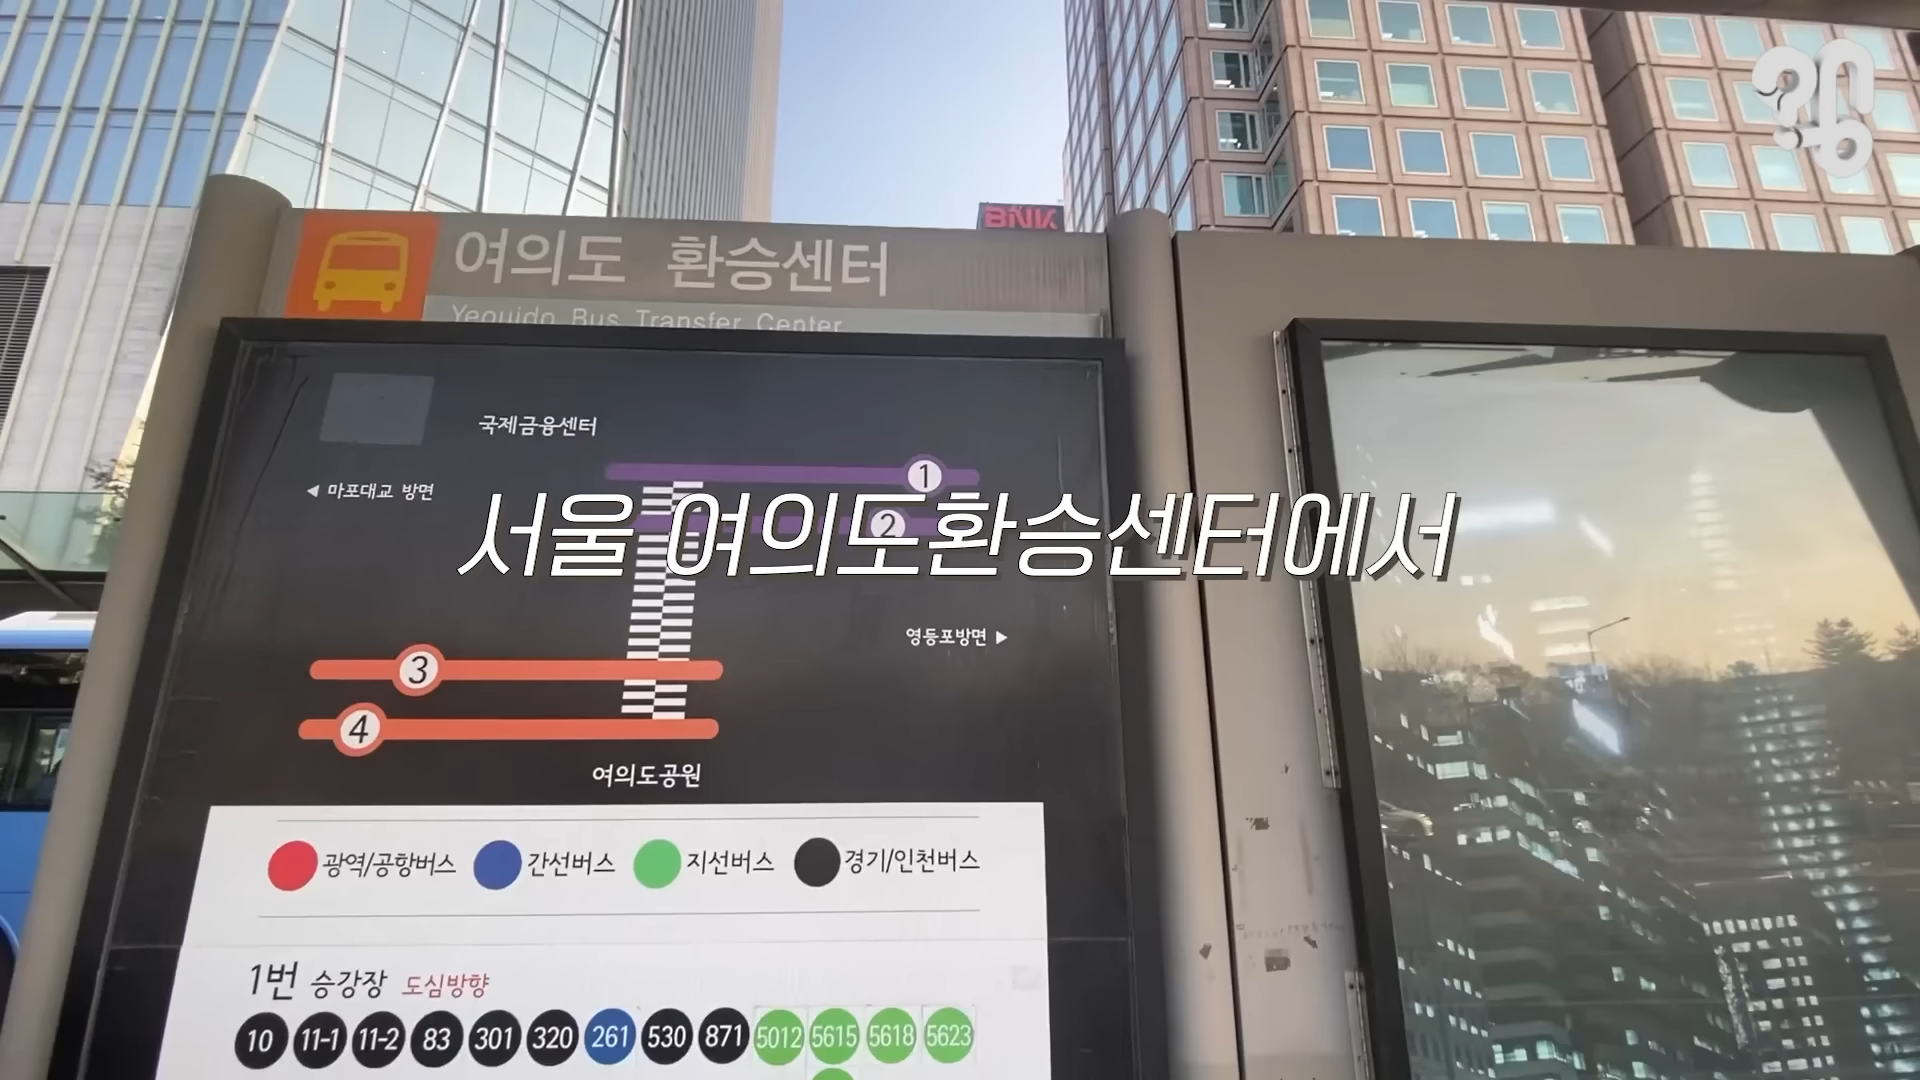 BNK
여의도 환승센터
Yeouido Bus Transfer Center
국제금융센터
◀ 마포대교 방면
1
2
서울 여의도환승센터에서
영등포방면 ▶
3
4
여의도공원
광역/공항버스 간선버스 지선버스 경기/인천버스
1번 승강장 도심방향
10 11-1 11-2 83 301 320 261 530 871 5012 5615 5618 5623